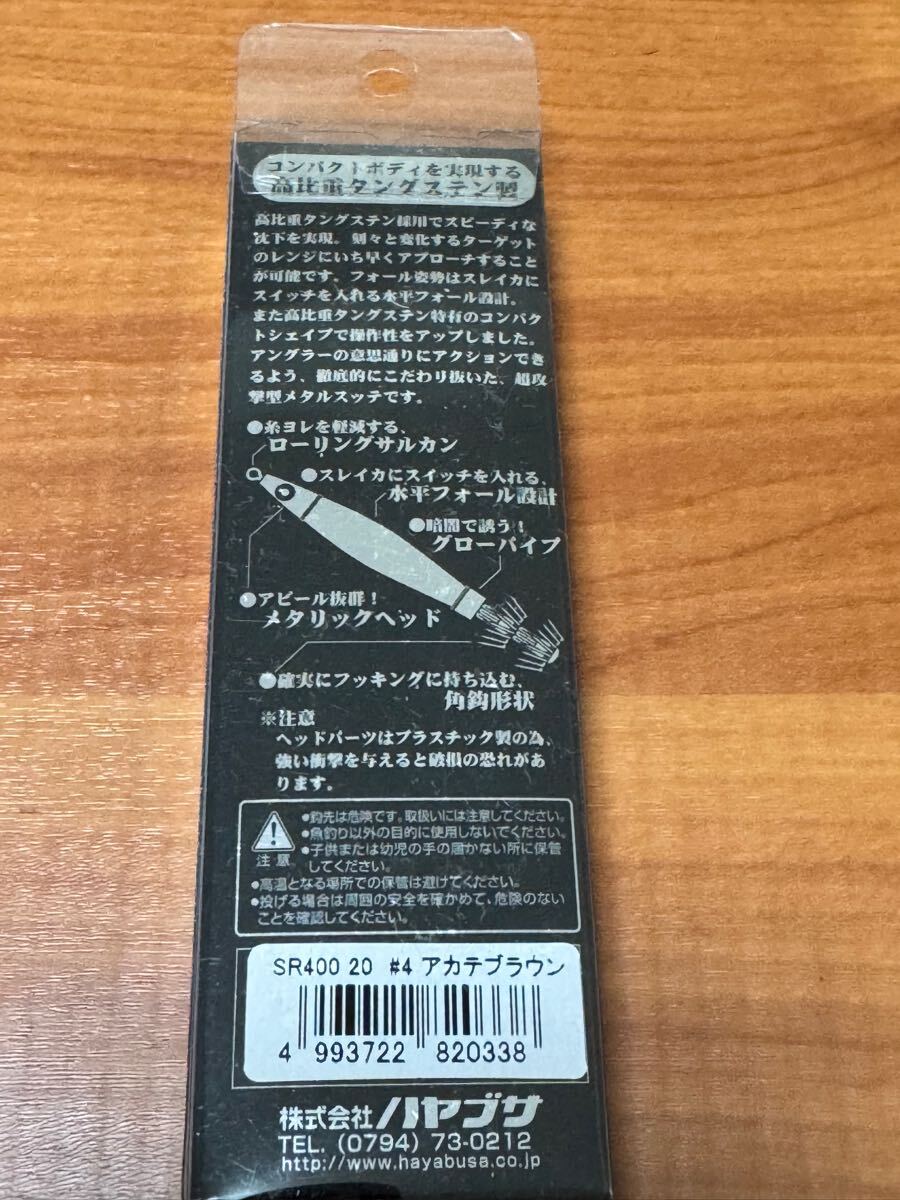 コンパクトボディを実現する
高比重タングステン製
高比重タングステン採用でスピーディな
沈下を実現。刻々と変化するターゲット
のレンジにいち早くアプローチすること
が可能です。フォール姿勢はスレイカに
スイッチを入れる水平フォール設計。
また高比重タングステン特有のコンパク
トシェイプで操作性をアップしました。
アングラーの意思通りにアクションでき
るよう、徹底的にこだわり抜いた、超攻
撃型メタルスッテです。
●糸ヨレを軽減する、
ローリングサルカン
●スレイカにスイッチを入れる、
水平フォール設計
●暗闇で誘う!
グローパイプ
●アピール抜群!
メタリックヘッド
●確実にフッキングに持ち込む、
角鈎形状
※注意
ヘッドパーツはプラスチック製の為、
強い衝撃を与えると破損の恐れがあ
ります。
注意
●鈎先は危険です。取扱いには注意してください。
●魚釣り以外の目的に使用しないでください。
●子供または幼児の手の届かない所に保管
してください。
●高温となる場所での保管は避けてください。
●投げる場合は周囲の安全を確かめて、危険のない
ことを確認してください。
SR400 20 #4 アカテブラウン
4 993722 820338
株式会社ハヤブサ
TEL. (0794) 73-0212
http://www.hayabusa.co.jp